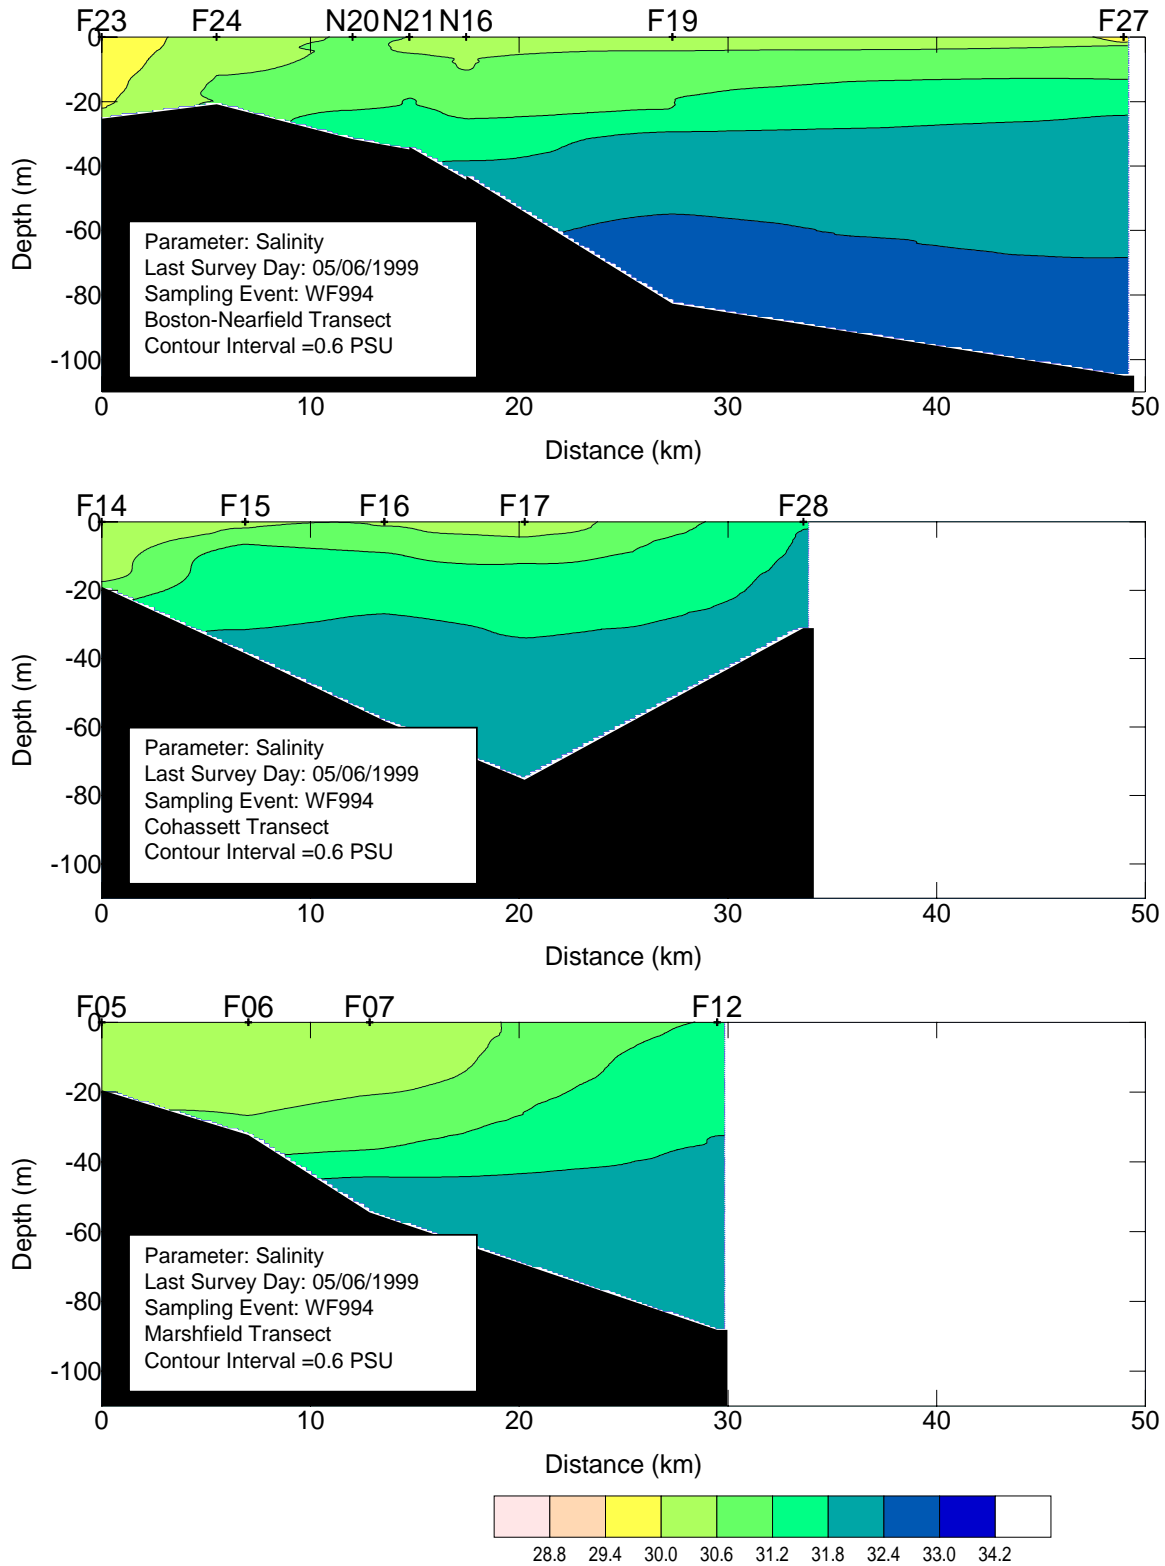 F23 F24 N20 N21 N16 F19 F27
0
-20
-40
-60
-80
-100
Depth (m)
Parameter: Salinity
Last Survey Day: 05/06/1999
Sampling Event: WF994
Boston-Nearfield Transect
Contour Interval =0.6 PSU
0 10 20 30 40 50
Distance (km)
F14 F15 F16 F17 F28
0
-20
-40
-60
-80
-100
Depth (m)
Parameter: Salinity
Last Survey Day: 05/06/1999
Sampling Event: WF994
Cohassett Transect
Contour Interval =0.6 PSU
0 10 20 30 40 50
Distance (km)
F05 F06 F07 F12
0
-20
-40
-60
-80
-100
Depth (m)
Parameter: Salinity
Last Survey Day: 05/06/1999
Sampling Event: WF994
Marshfield Transect
Contour Interval =0.6 PSU
0 10 20 30 40 50
Distance (km)
28.8 29.4 30.0 30.6 31.2 31.8 32.4 33.0 34.2